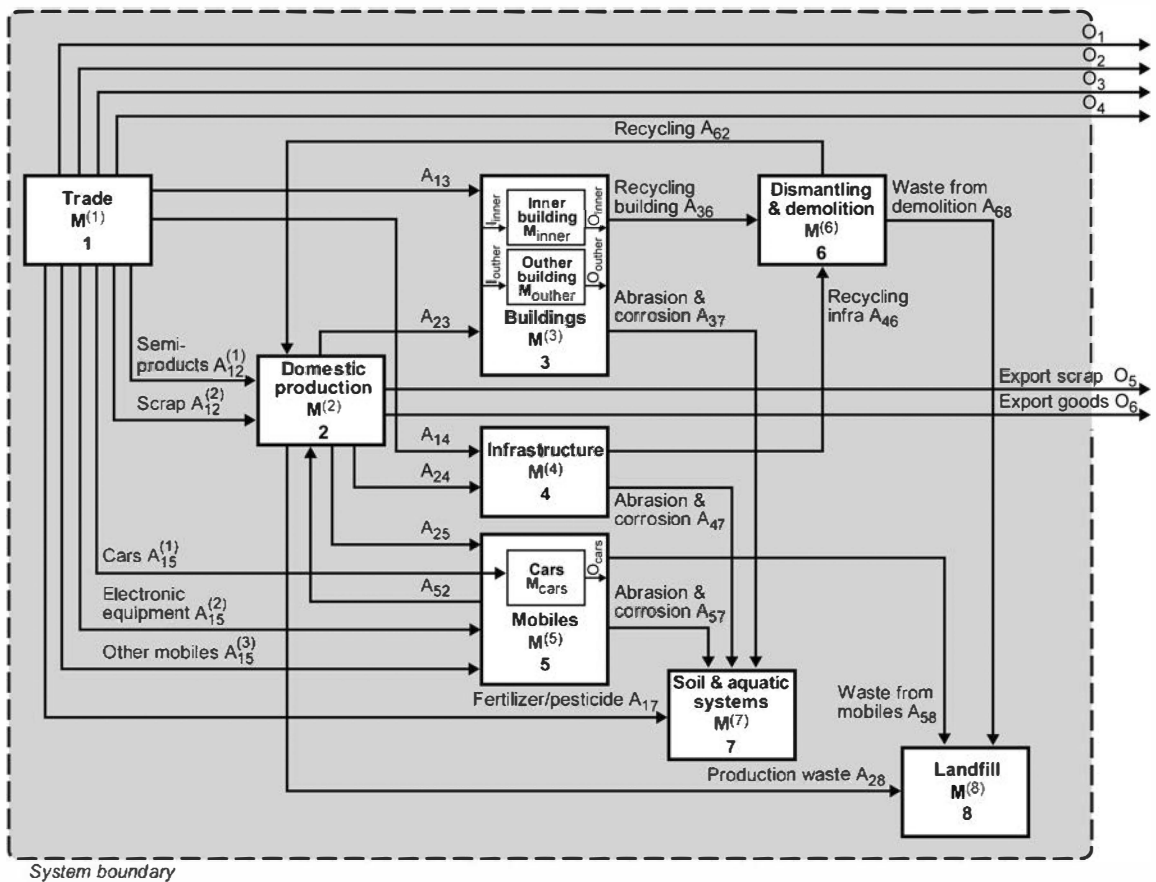 O1
O2
O3
O4
Recycling A62
Trade
M(1)
1
A13
Iinner
Inner
building
Minner
Oinner
Iouther
Outher
building
Mouther
Oouther
Buildings
M(3)
3
Recycling
building A36
Dismantling
& demolition
M(6)
6
Waste from
demolition A68
Abrasion &
corrosion A37
Recycling
infra A46
A23
Semi-
products A12(1)
Scrap A12(2)
Domestic
production
M(2)
2
Export scrap O5
Export goods O6
A14
A24
Infrastructure
M(4)
4
Abrasion &
corrosion A47
A25
Cars A15(1)
A52
Cars
Mcars
Ocars
Mobiles
M(5)
5
Abrasion &
corrosion A57
Electronic
equipment A15(2)
Other mobiles A15(3)
Fertilizer/pesticide A17
Soil & aquatic
systems
M(7)
7
Waste from
mobiles A58
Production waste A28
Landfill
M(8)
8
System boundary